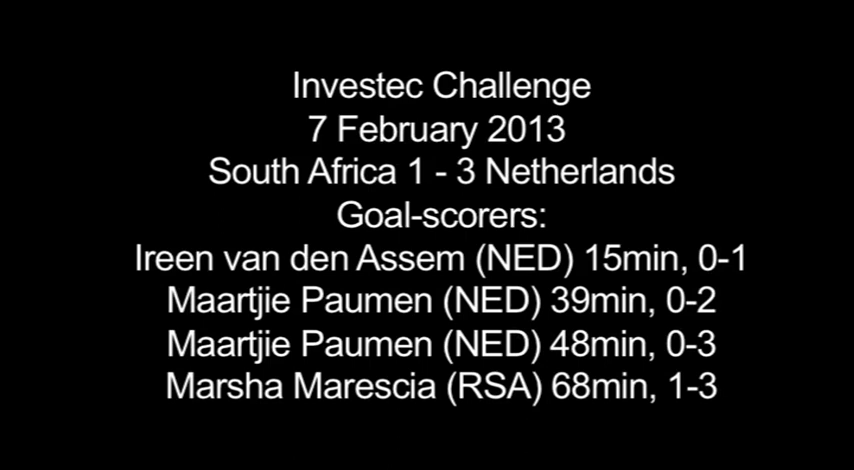 Investec Challenge
7 February 2013
South Africa 1 - 3 Netherlands
Goal-scorers:
Ireen van den Assem (NED) 15min, 0-1
Maartjie Paumen (NED) 39min, 0-2
Maartjie Paumen (NED) 48min, 0-3
Marsha Marescia (RSA) 68min, 1-3